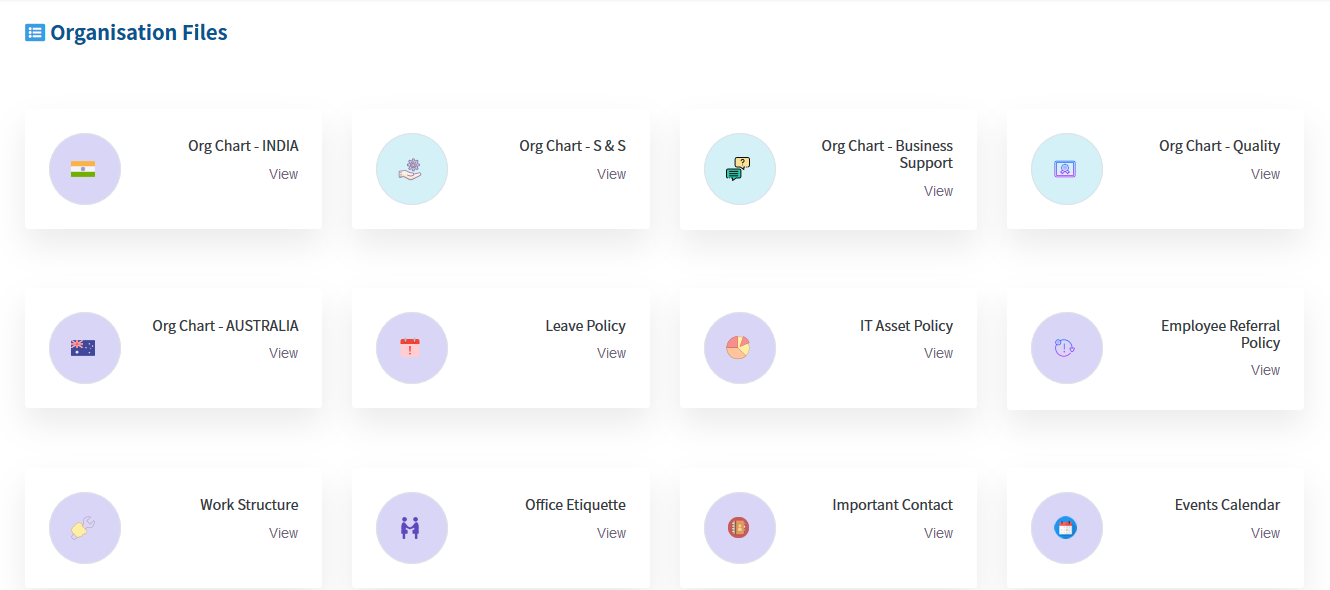 Organisation Files
Org Chart - INDIA
View
Org Chart - S & S
View
Org Chart - Business
Support
View
Org Chart - Quality
View
Org Chart - AUSTRALIA
View
Leave Policy
View
IT Asset Policy
View
Employee Referral
Policy
View
Work Structure
View
Office Etiquette
View
Important Contact
View
Events Calendar
View